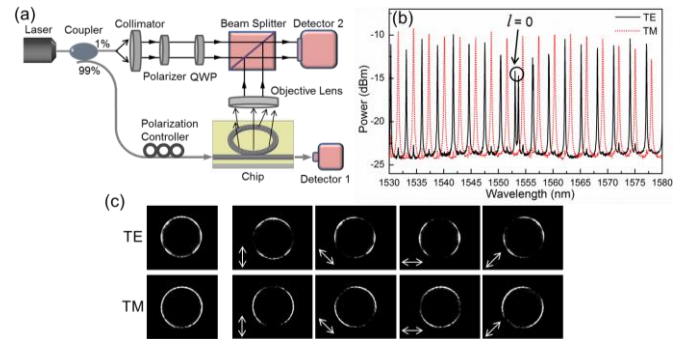 (a)
Laser
Coupler
1%
99%
Collimator
Polarizer QWP
Beam Splitter
Detector 2
Objective Lens
Polarization
Controller
Chip
Detector 1
(b)
l = 0
TE
TM
Power (dBm)
-10
-15
-20
-25
1530 1535 1540 1545 1550 1555 1560 1565 1570 1575 1580
Wavelength (nm)
(c)
TE
TM